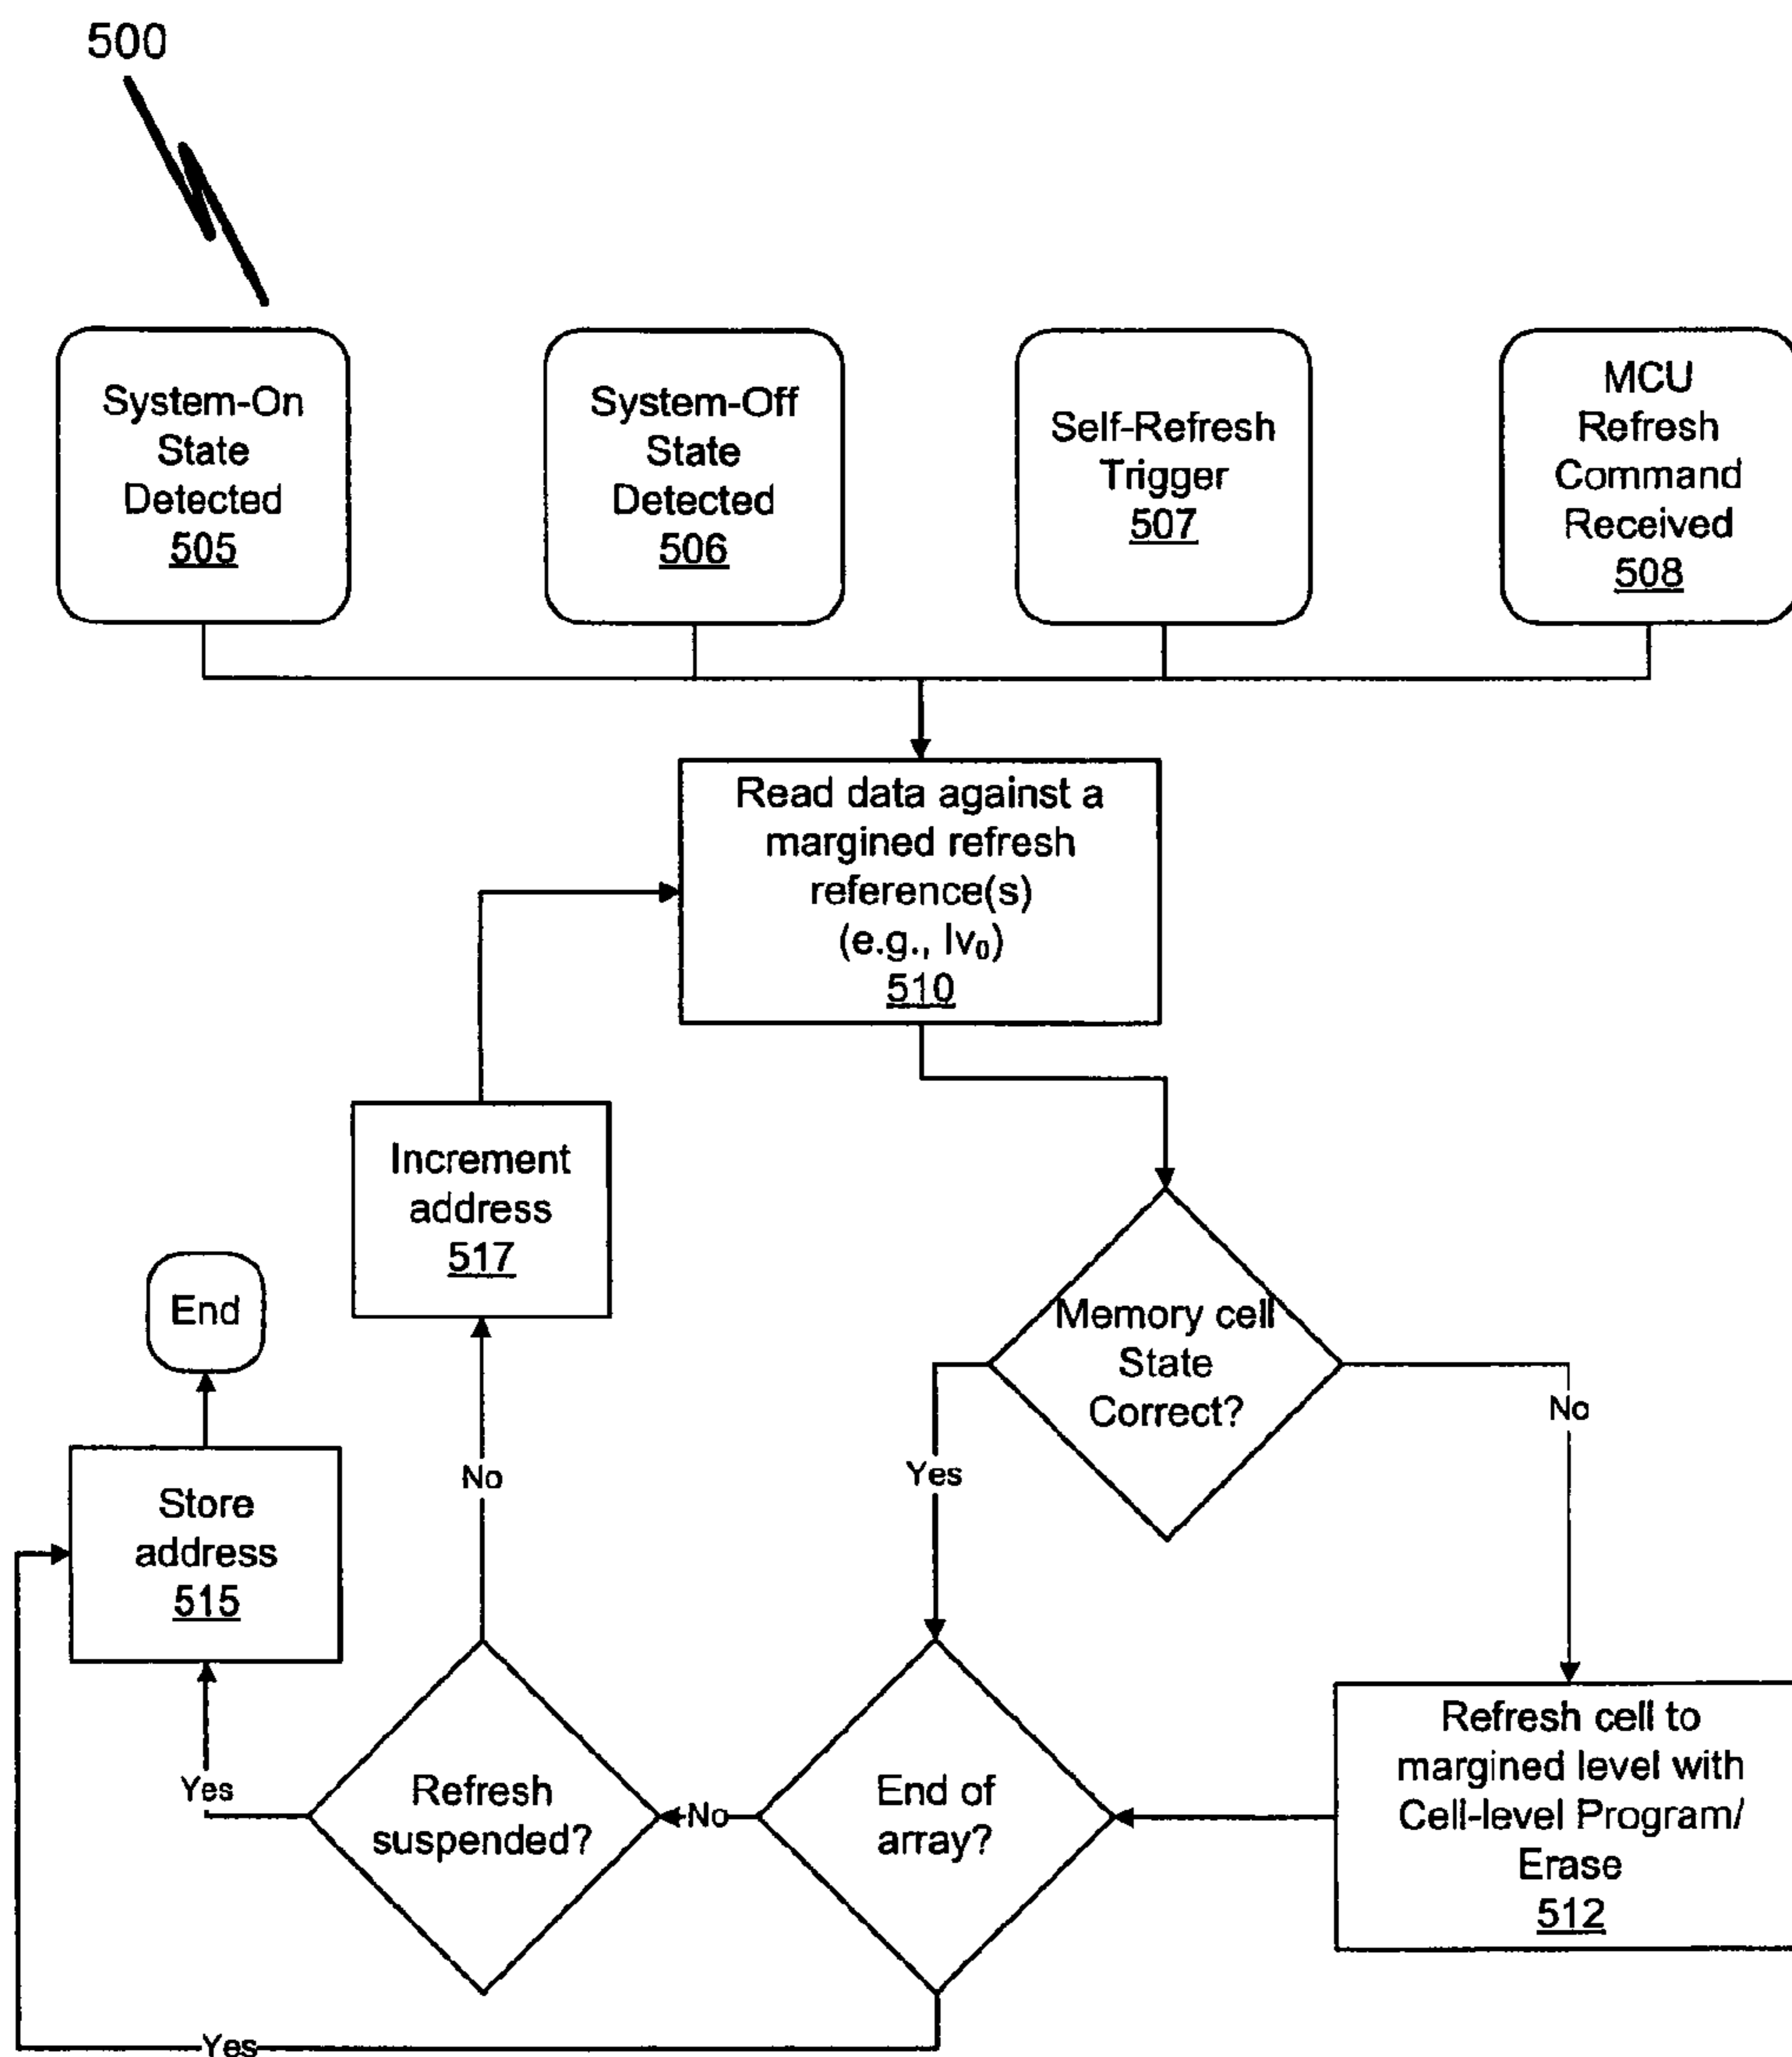 500
System-On
State
Detected
505
System-Off
State
Detected
506
Self-Refresh
Trigger
507
MCU
Refresh
Command
Received
508
Read data against a
margined refresh
reference(s)
(e.g., Iv₀)
510
Increment
address
517
End
Memory cell
State
Correct?
No
Yes
No
Store
address
515
Yes
Refresh
suspended?
No
End of
array?
Refresh cell to
margined level with
Cell-level Program/
Erase
512
Yes